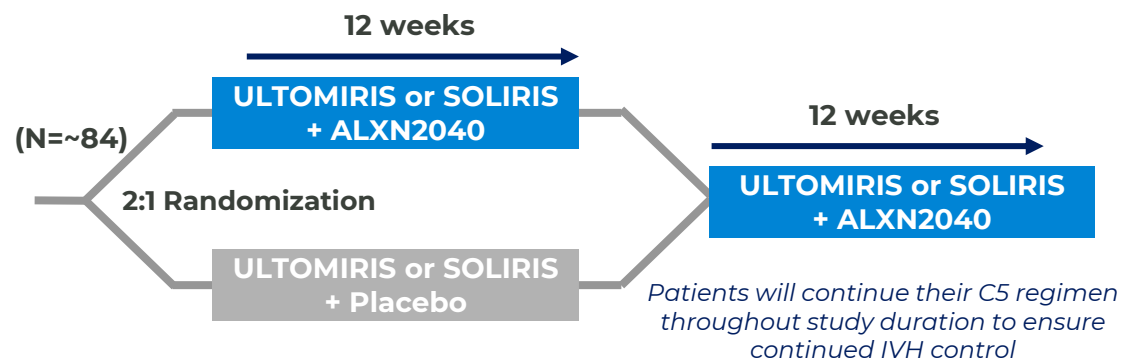 12 weeks
ULTOMIRIS or SOLIRIS
+ ALXN2040
(N=~84)
2:1 Randomization
ULTOMIRIS or SOLIRIS
+ Placebo
12 weeks
ULTOMIRIS or SOLIRIS
+ ALXN2040
Patients will continue their C5 regimen
throughout study duration to ensure
continued IVH control